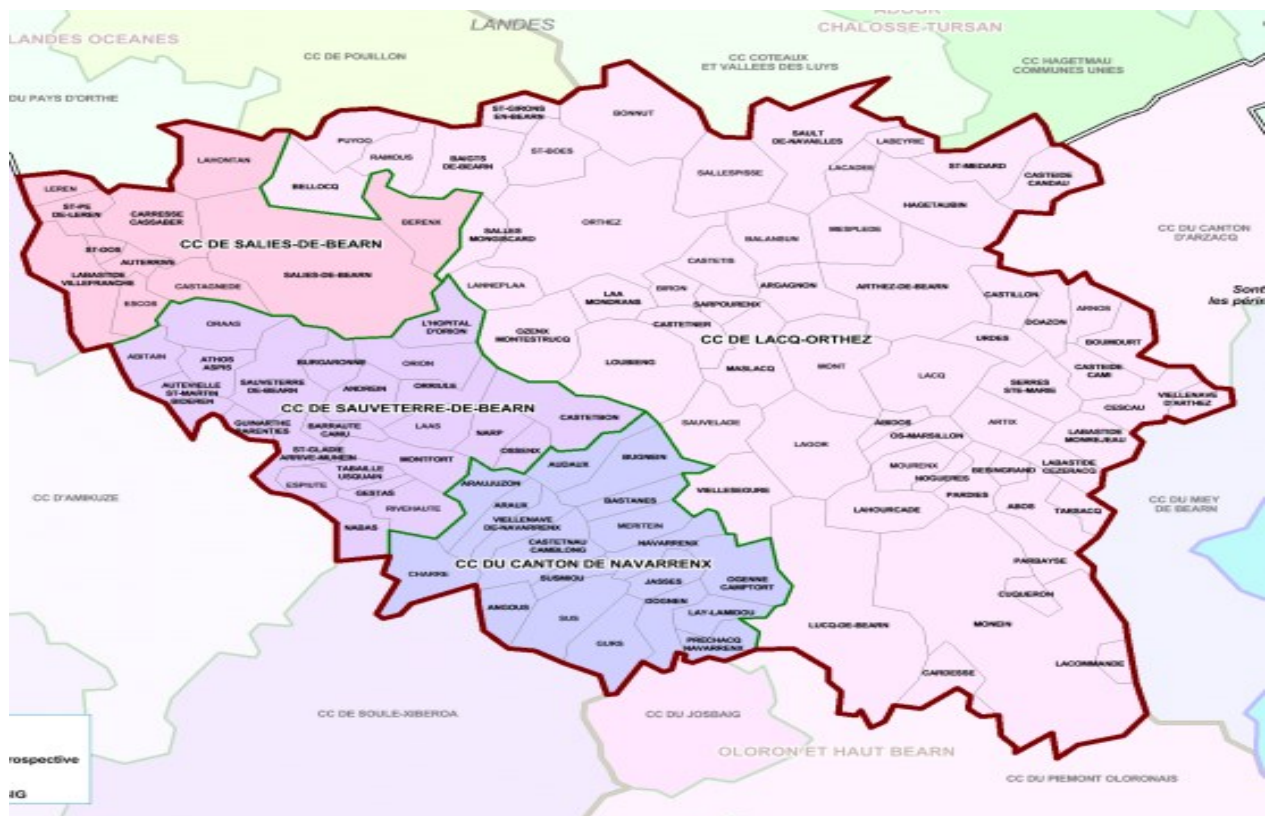 LANDES
ADOUR
CHALOSSE-TURSAN
LANDES OCEANES
CC DE POUILLON
CC COTEAUX
ET VALLEES DES LUYS
CC HAGETMAU
COMMUNES UNIES
DU PAYS D'ORTHE
ST-GIRONS
EN-BEARN
BONNUT
PUYOO
RAMOUS
BAIGTS
DE-BEARN
ST-BOES
SAULT
DE-NAVAILLES
LABEYRIE
LACADEE
ST-MEDARD
CASTEIDE
CANDAU
LAHONTAN
BELLOCQ
SALLESPISSE
HAGETAUBIN
LEREN
ST-PE
DE-LEREN
CARRESSE
CASSABER
BERENX
ORTHEZ
SALLES
MONGISCARD
MESPLEDE
BALANSUN
CC DU CANTON
D'ARZACQ
ST-DOS
CC DE SALIES-DE-BEARN
AUTERRIVE
LABASTIDE
VILLEFRANCHE
SALIES-DE-BEARN
CASTAGNEDE
ESCOS
CASTETIS
LANNEPLAA
LAA
MONDRANS
BIRON
SARPOURENX
ARGAGNON
ARTHEZ-DE-BEARN
CASTILLON
DOAZON
ARNOS
Sont
les périm
ORAAS
L'HOPITAL
D'ORION
OZENX
MONTESTRUCQ
CASTETNER
CC DE LACQ-ORTHEZ
URDES
BOUMOURT
ABITAIN
ATHOS
ASPIS
BURGARONNE
ORION
LOUBIENG
MASLACQ
MONT
LACQ
CASTEIDE
CAMI
SERRES
STE-MARIE
AUTEVIELLE
ST-MARTIN
BIDEREN
SAUVETERRE
DE-BEARN
ANDREIN
ORRIULE
VIELLENAVE
D'ARTHEZ
CESCAU
CC DE SAUVETERRE-DE-BEARN
GUINARTHE
PARENTIES
BARRAUTE
CAMU
LAAS
NARP
CASTETBON
SAUVELADE
LAGOR
ABIDOS
OS-MARSILLON
ARTIX
LABASTIDE
MONREJEAU
ST-GLADIE
ARRIVE-MUNEIN
MONTFORT
OSSENX
AUDAUX
BUGNEIN
MOURENX
NOGUERES
BESINGRAND
LABASTIDE
CEZERACQ
TABAILLE
USQUAIN
ESPIUTE
GESTAS
RIVEHAUTE
NABAS
ARAUJUZON
ARAUX
BASTANES
VIELLESEGURE
LAHOURCADE
PARDIES
ABOS
TARSACQ
CC D'AMIKUZE
CC DU MIEY
DE BEARN
VIELLENAVE
DE-NAVARRENX
MERITEIN
CASTETNAU
CAMBLONG
NAVARRENX
CC DU CANTON DE NAVARRENX
CHARRE
SUSMIOU
JASSES
OGENNE
CAMPTORT
PARBAYSE
CUQUERON
ANGOUS
DOGNEN
SUS
LAY-LAMIDOU
GURS
PRECHACQ
NAVARRENX
LUCQ-DE-BEARN
MONEIN
CARDESSE
LACOMMANDE
CC DE SOULE-XIBEROA
CC DU JOSBAIG
OLORON ET HAUT BEARN
CC DU PIEMONT OLORONAIS
rospective